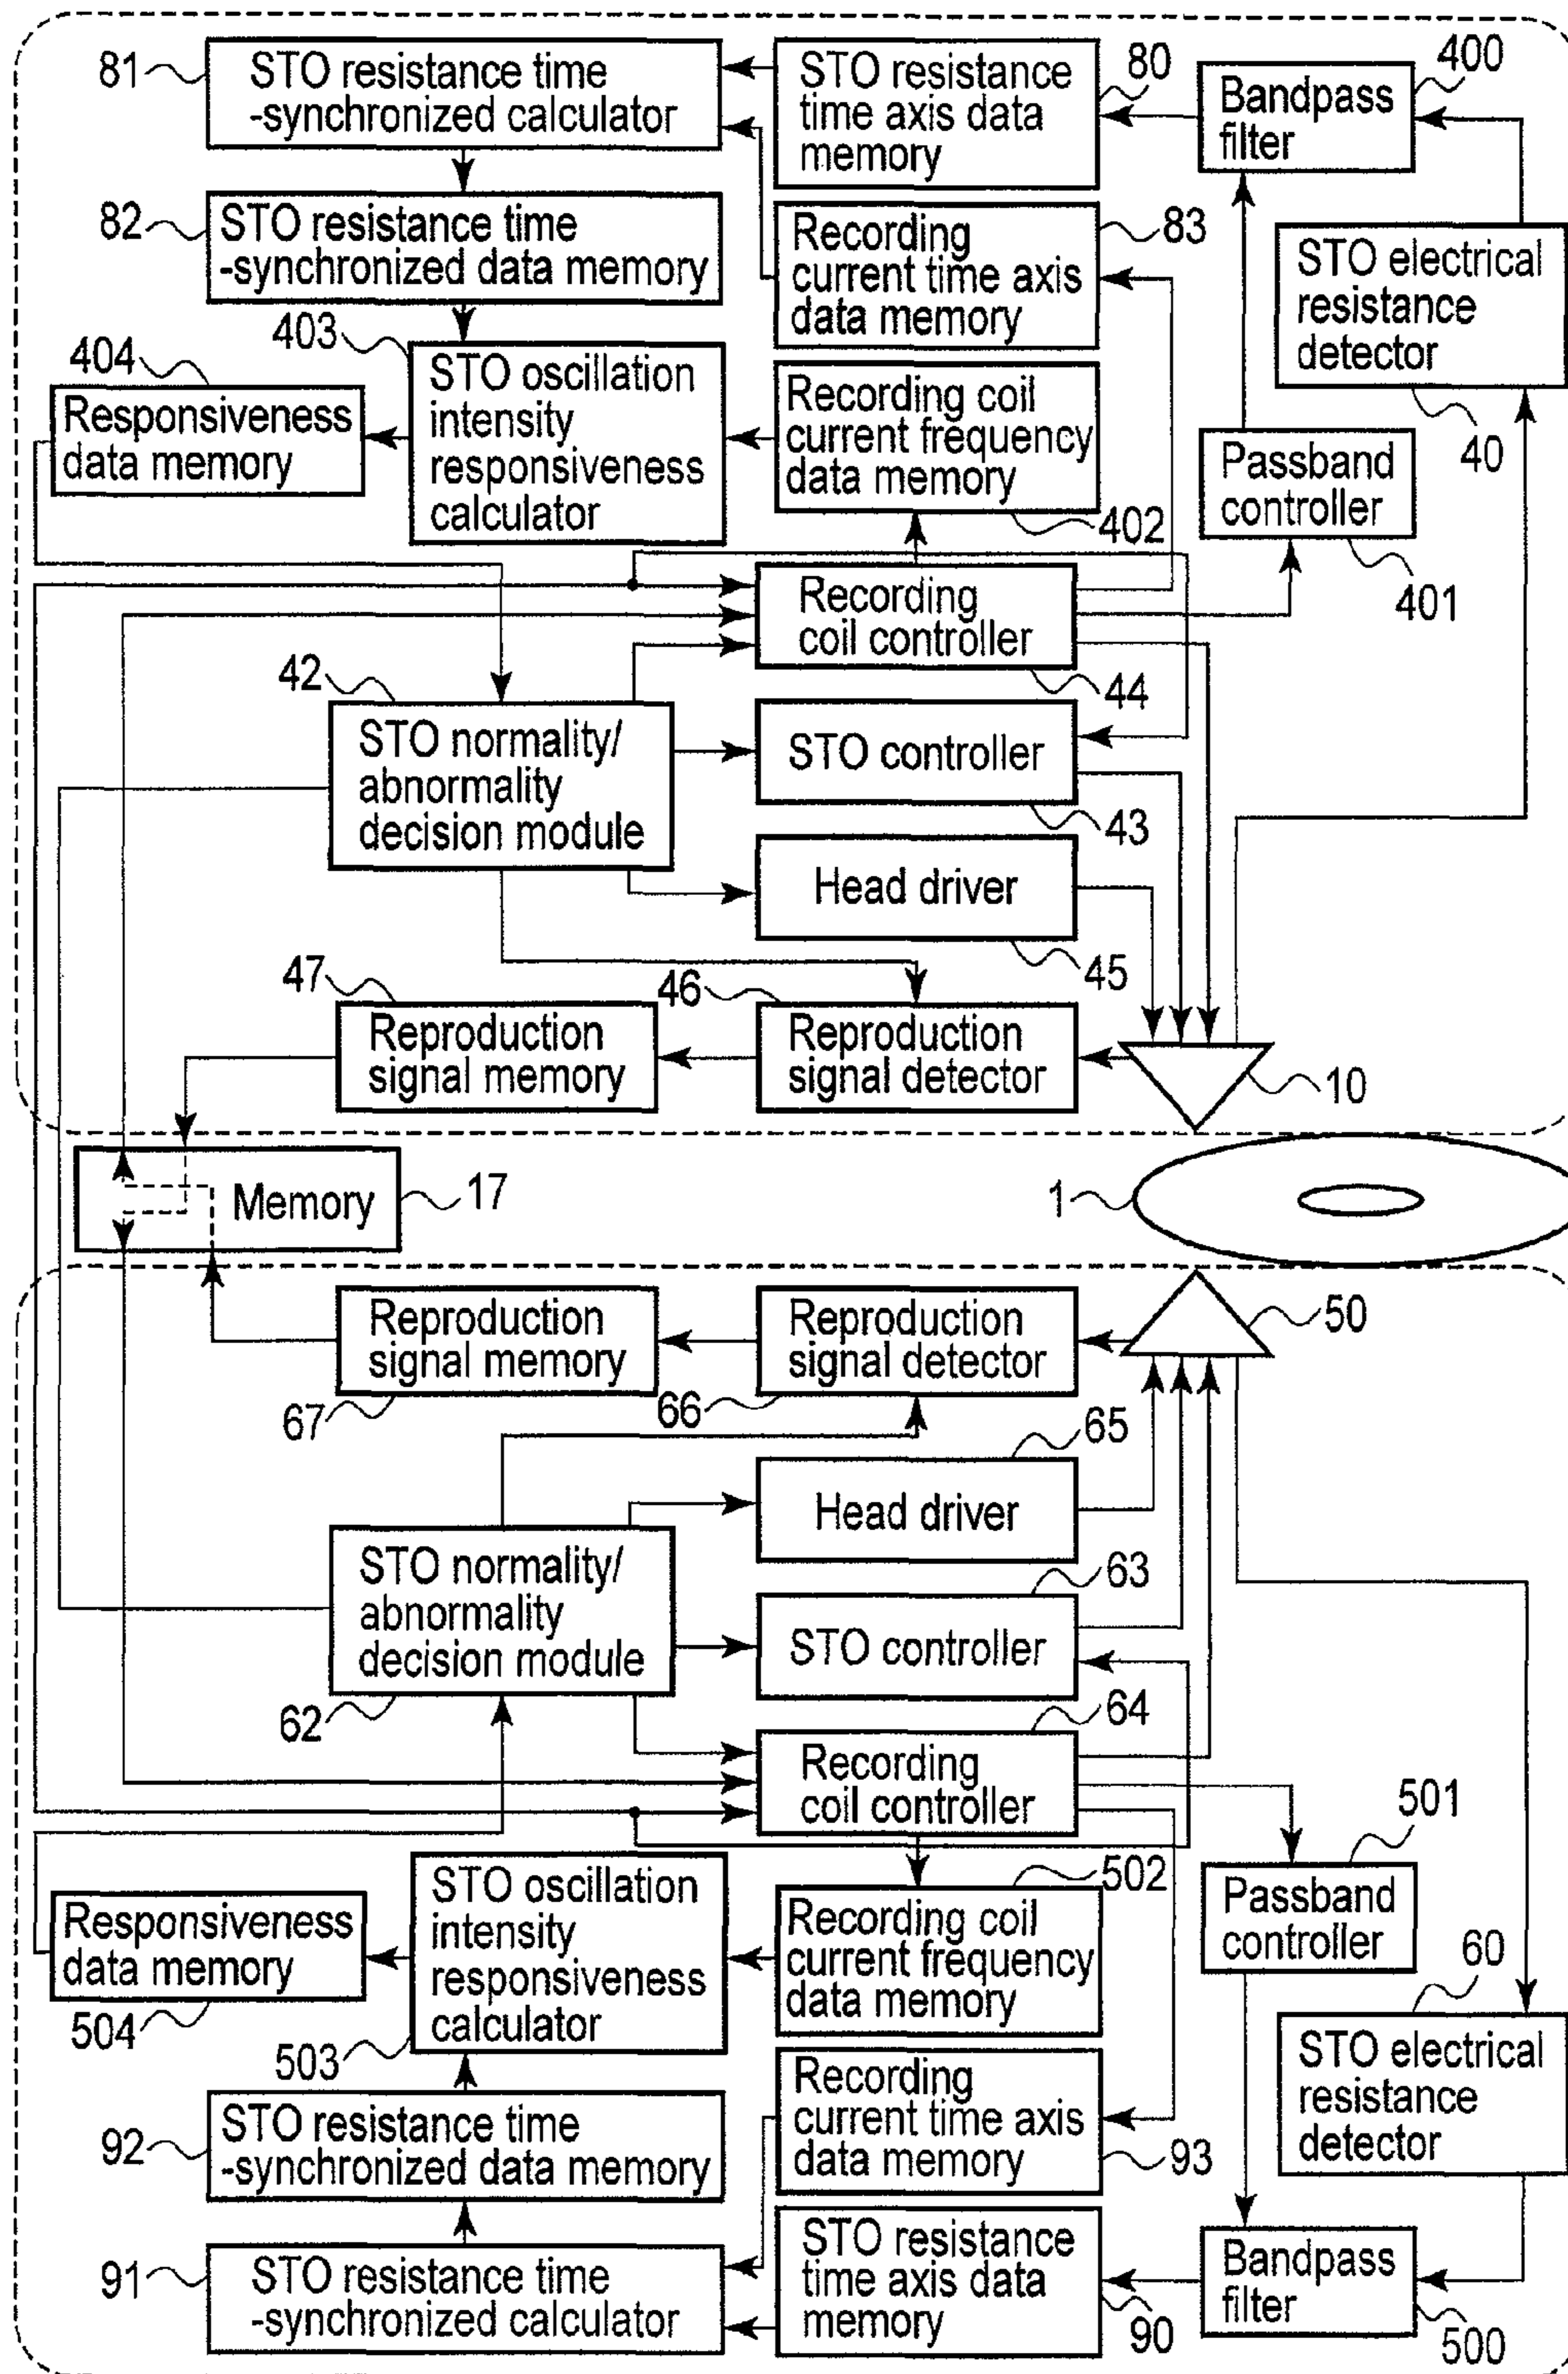 81
STO resistance time
-synchronized calculator
STO resistance
time axis data
memory
80
Bandpass
filter
400
82
STO resistance time
-synchronized data memory
Recording
current time axis
data memory
83
STO electrical
resistance
detector
40
404
Responsiveness
data memory
403
STO oscillation
intensity
responsiveness
calculator
Recording coil
current frequency
data memory
402
Passband
controller
401
Recording
coil controller
44
42
STO normality/
abnormality
decision module
STO controller
43
Head driver
45
47
Reproduction
signal memory
46
Reproduction
signal detector
10
Memory
17
1
Reproduction
signal memory
67
Reproduction
signal detector
66
50
65
Head driver
STO normality/
abnormality
decision module
62
63
STO controller
64
Recording
coil controller
501
Passband
controller
Responsiveness
data memory
504
STO oscillation
intensity
responsiveness
calculator
503
502
Recording coil
current frequency
data memory
60
STO electrical
resistance
detector
92
STO resistance time
-synchronized data memory
Recording
current time axis
data memory
93
91
STO resistance time
-synchronized calculator
STO resistance
time axis data
memory
90
Bandpass
filter
500